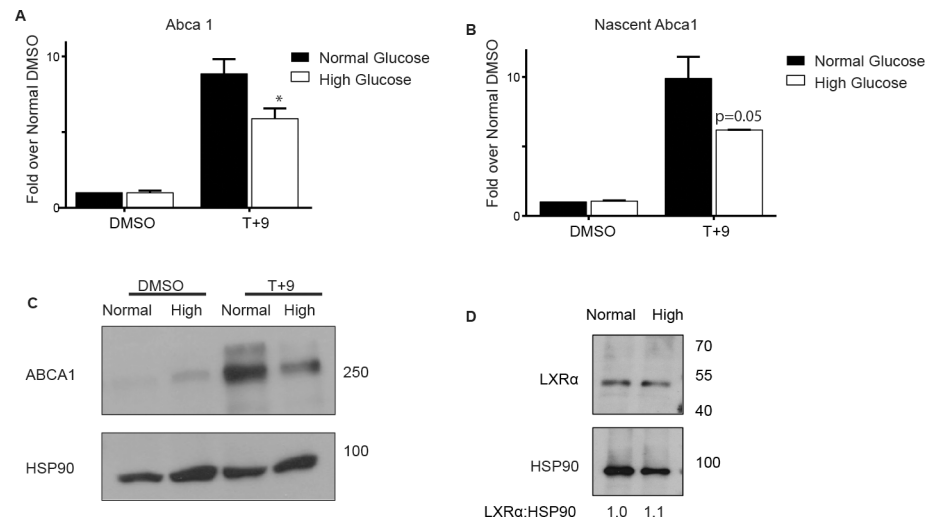 A
Abca 1
Fold over Normal DMSO
10
0
DMSO
T+9
*
Normal Glucose
High Glucose
B
Nascent Abca1
Fold over Normal DMSO
10
0
DMSO
T+9
p=0.05
Normal Glucose
High Glucose
C
DMSO T+9
Normal High Normal High
ABCA1 250
HSP90 100
D
Normal High
LXRα
70
55
40
HSP90 100
LXRα:HSP90 1.0 1.1